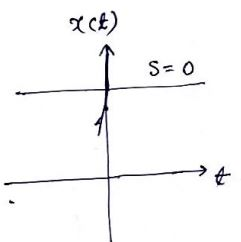 x(t)
S = 0
t